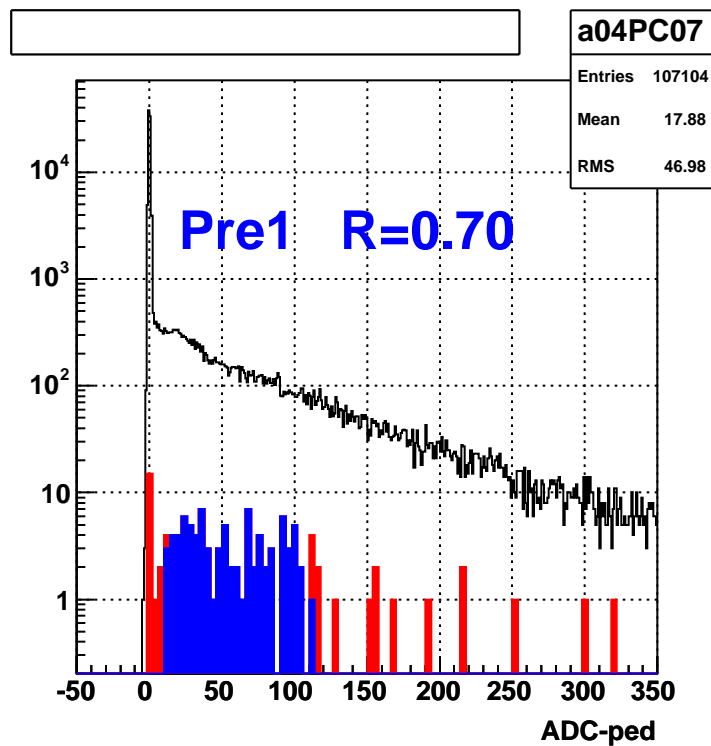 a04PC07
Entries 107104
Mean 17.88
RMS 46.98
Pre1 R=0.70
10^4
10^3
10^2
10
1
-50 0 50 100 150 200 250 300 350
ADC-ped